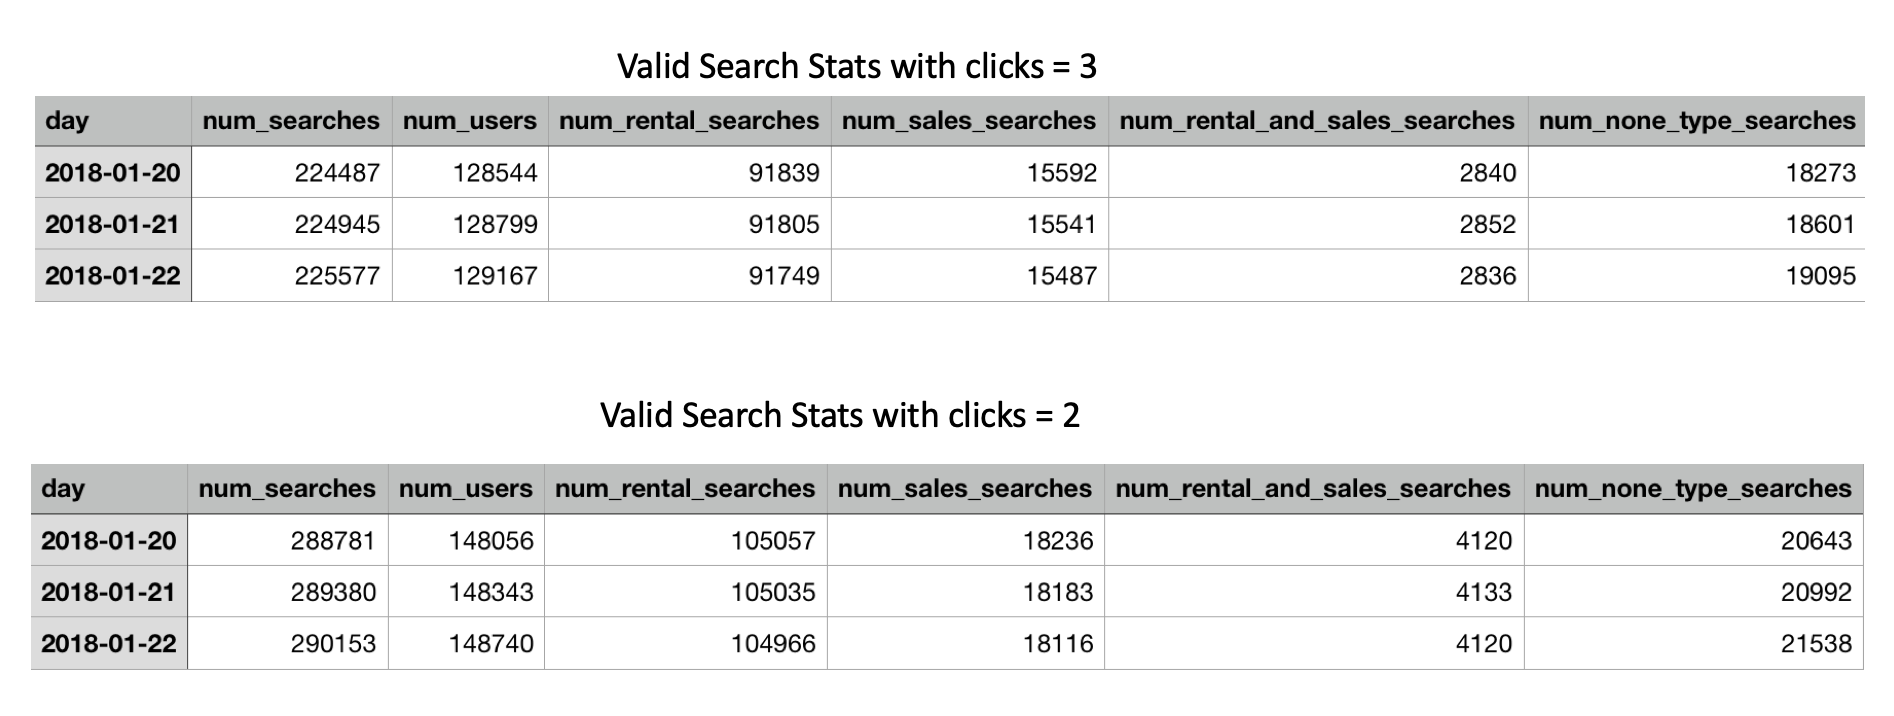 Valid Search Stats with clicks = 3
day num_searches num_users num_rental_searches num_sales_searches num_rental_and_sales_searches num_none_type_searches
2018-01-20 224487 128544 91839 15592 2840 18273
2018-01-21 224945 128799 91805 15541 2852 18601
2018-01-22 225577 129167 91749 15487 2836 19095
Valid Search Stats with clicks = 2
day num_searches num_users num_rental_searches num_sales_searches num_rental_and_sales_searches num_none_type_searches
2018-01-20 288781 148056 105057 18236 4120 20643
2018-01-21 289380 148343 105035 18183 4133 20992
2018-01-22 290153 148740 104966 18116 4120 21538